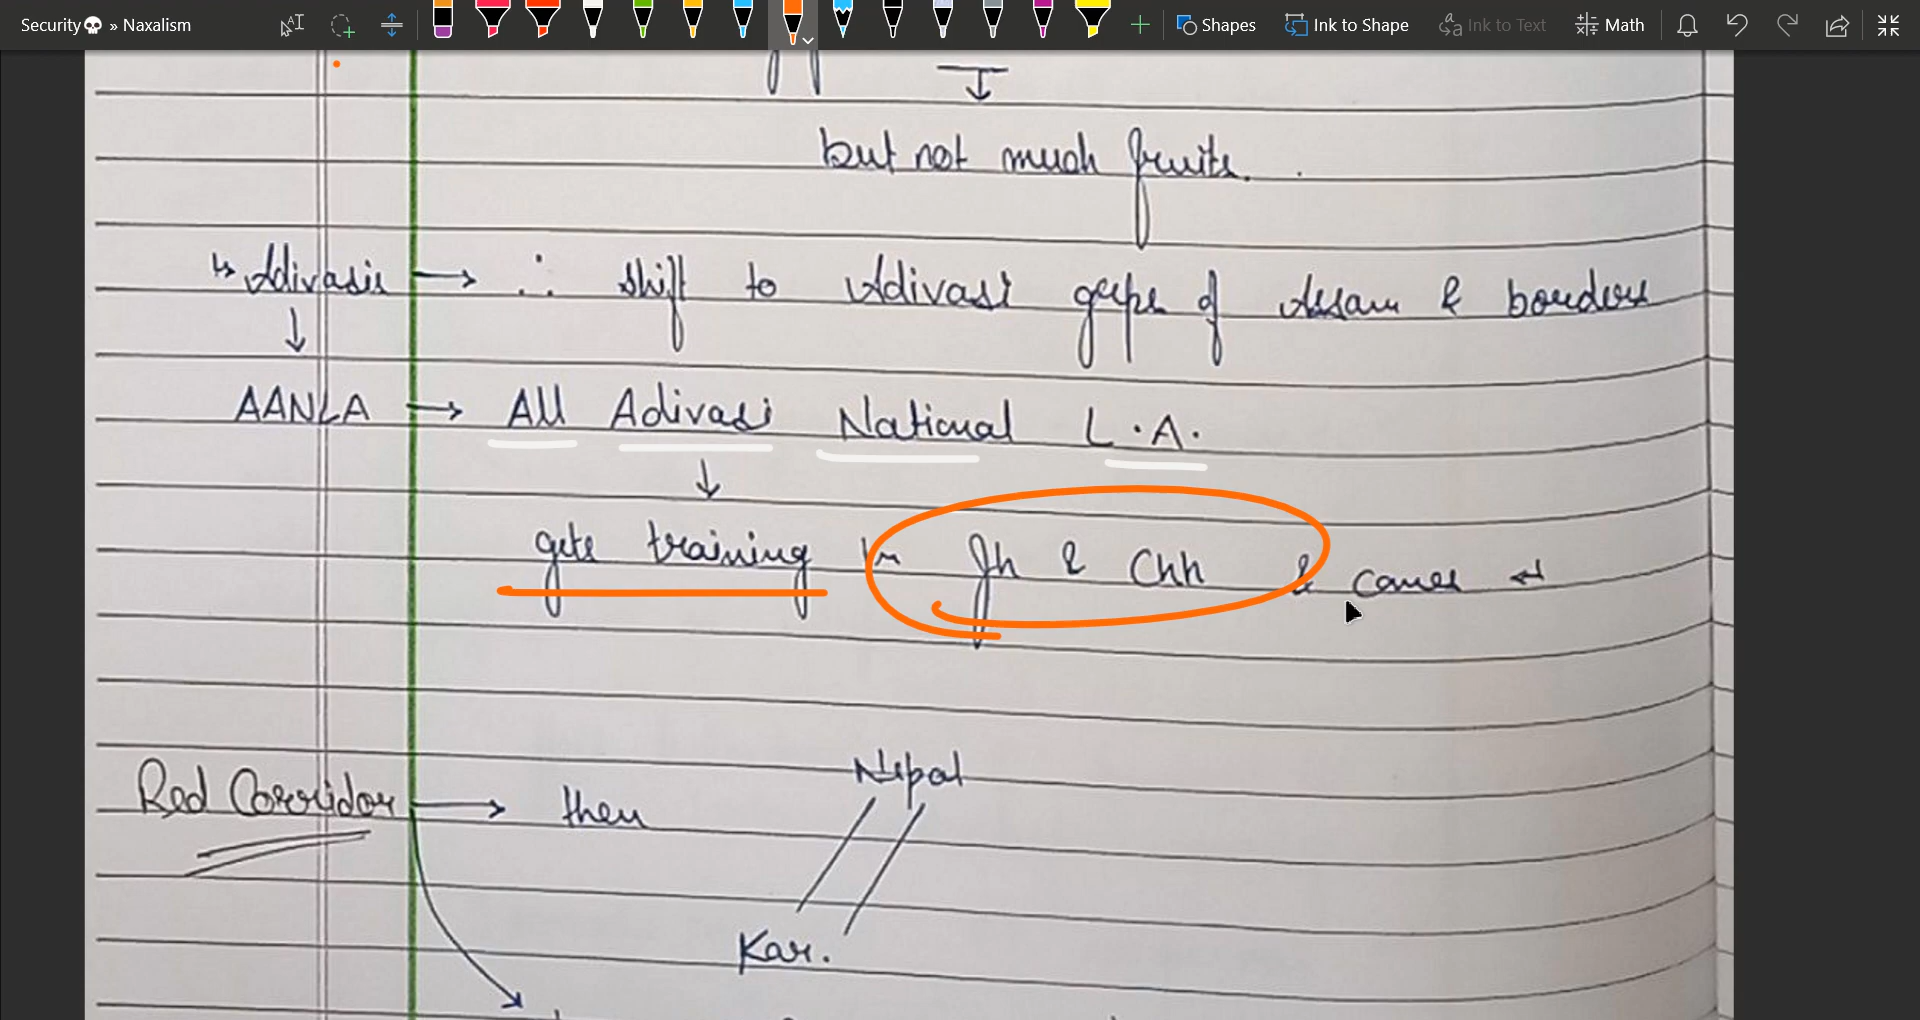 Security💀 » Naxalism Shapes Ink to Shape Ink to Text Math
but not much fruits.
↳ Adivasis → ∴ shift to Adivasi grps of Assam & borders
↓
AANLA → All Adivasi National L.A.
↓
gets training in Jh & Chh & comes ↵
Nepal
Red Corridor → then
Kar.